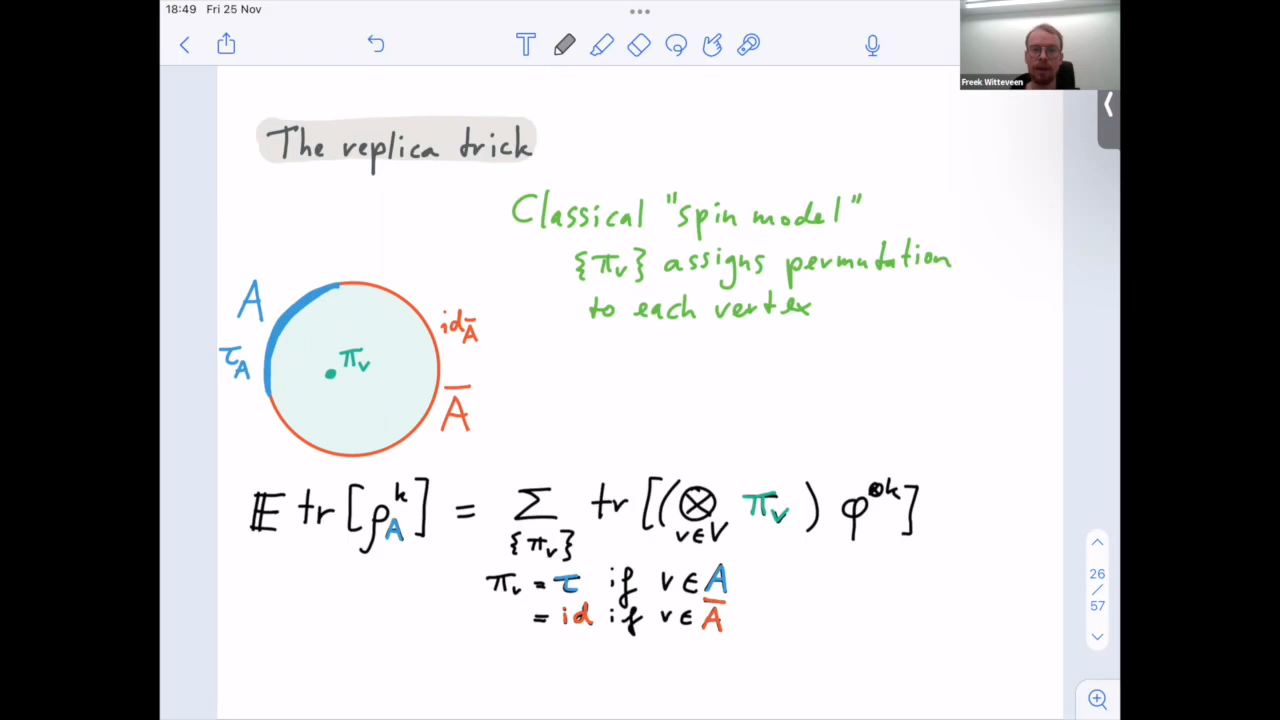 18:49 Fri 25 Nov
Freek Witteveen
The replica trick
Classical "spin model"
{π_v} assigns permutation
to each vertex
A
τ_A
π_v
id_Ā
Ā
𝔼 tr[ρ_A^k] = Σ_{π_v} tr[(⊗_{v∈V} π_v) φ^{⊗k}]
π_v = τ if v ∈ A
= id if v ∈ Ā
26
/
57